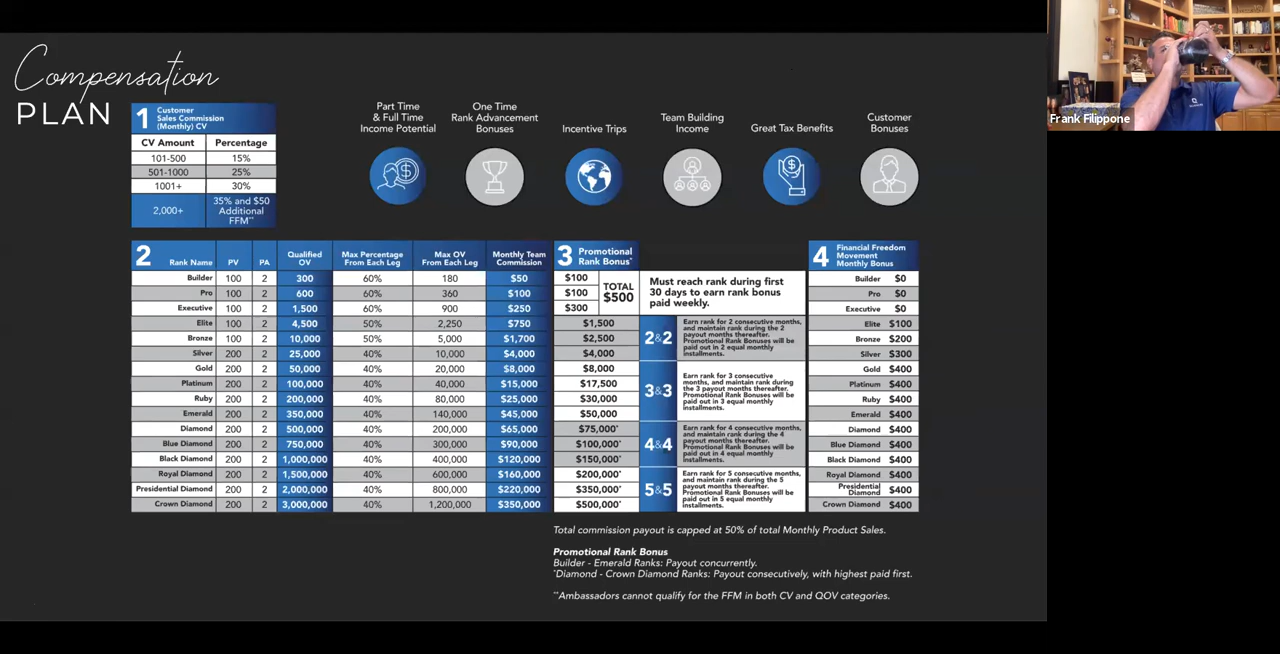 Compensation
PLAN
1 Customer
Sales Commission
(Monthly) CV
CV Amount Percentage
101-500 15%
501-1000 25%
1001+ 30%
2,000+ 35% and $50
Additional
FFM**
Part Time
& Full Time
Income Potential
One Time
Rank Advancement
Bonuses
Incentive Trips
Team Building
Income
Great Tax Benefits
Customer
Bonuses
Frank Filippone
2 Rank Name PV PA Qualified
OV Max Percentage
From Each Leg Max OV
From Each Leg Monthly Team
Commission
Builder 100 2 300 60% 180 $50
Pro 100 2 600 60% 360 $100
Executive 100 2 1,500 60% 900 $250
Elite 100 2 4,500 50% 2,250 $750
Bronze 100 2 10,000 50% 5,000 $1,700
Silver 200 2 25,000 40% 10,000 $4,000
Gold 200 2 50,000 40% 20,000 $8,000
Platinum 200 2 100,000 40% 40,000 $15,000
Ruby 200 2 200,000 40% 80,000 $25,000
Emerald 200 2 350,000 40% 140,000 $45,000
Diamond 200 2 500,000 40% 200,000 $65,000
Blue Diamond 200 2 750,000 40% 300,000 $90,000
Black Diamond 200 2 1,000,000 40% 400,000 $120,000
Royal Diamond 200 2 1,500,000 40% 600,000 $160,000
Presidential Diamond 200 2 2,000,000 40% 800,000 $220,000
Crown Diamond 200 2 3,000,000 40% 1,200,000 $350,000
3 Promotional
Rank Bonus*
$100
$100
$300
TOTAL
$500
Must reach rank during first
30 days to earn rank bonus
paid weekly.
$1,500
$2,500
$4,000
$8,000
$17,500
$30,000
$50,000
$75,000*
$100,000*
$150,000*
$200,000*
$350,000*
$500,000*
2&2
Earn rank for 2 consecutive months,
and maintain rank during the 2
payout months thereafter.
Promotional Rank Bonuses will be
paid out in 2 equal monthly
installments.
3&3
Earn rank for 3 consecutive
months, and maintain rank during
the 3 payout months thereafter.
Promotional Rank Bonuses will be
paid out in 3 equal monthly
installments.
4&4
Earn rank for 4 consecutive months,
and maintain rank during the 4
payout months thereafter.
Promotional Rank Bonuses will be
paid out in 4 equal monthly
installments.
5&5
Earn rank for 5 consecutive months,
and maintain rank during the 5
payout months thereafter.
Promotional Rank Bonuses will be
paid out in 5 equal monthly
installments.
4 Financial Freedom
Movement
Monthly Bonus
Builder $0
Pro $0
Executive $0
Elite $100
Bronze $200
Silver $300
Gold $400
Platinum $400
Ruby $400
Emerald $400
Diamond $400
Blue Diamond $400
Black Diamond $400
Royal Diamond $400
Presidential
Diamond $400
Crown Diamond $400
Total commission payout is capped at 50% of total Monthly Product Sales.
Promotional Rank Bonus
Builder - Emerald Ranks: Payout concurrently.
*Diamond - Crown Diamond Ranks: Payout consecutively, with highest paid first.
**Ambassadors cannot qualify for the FFM in both CV and QOV categories.